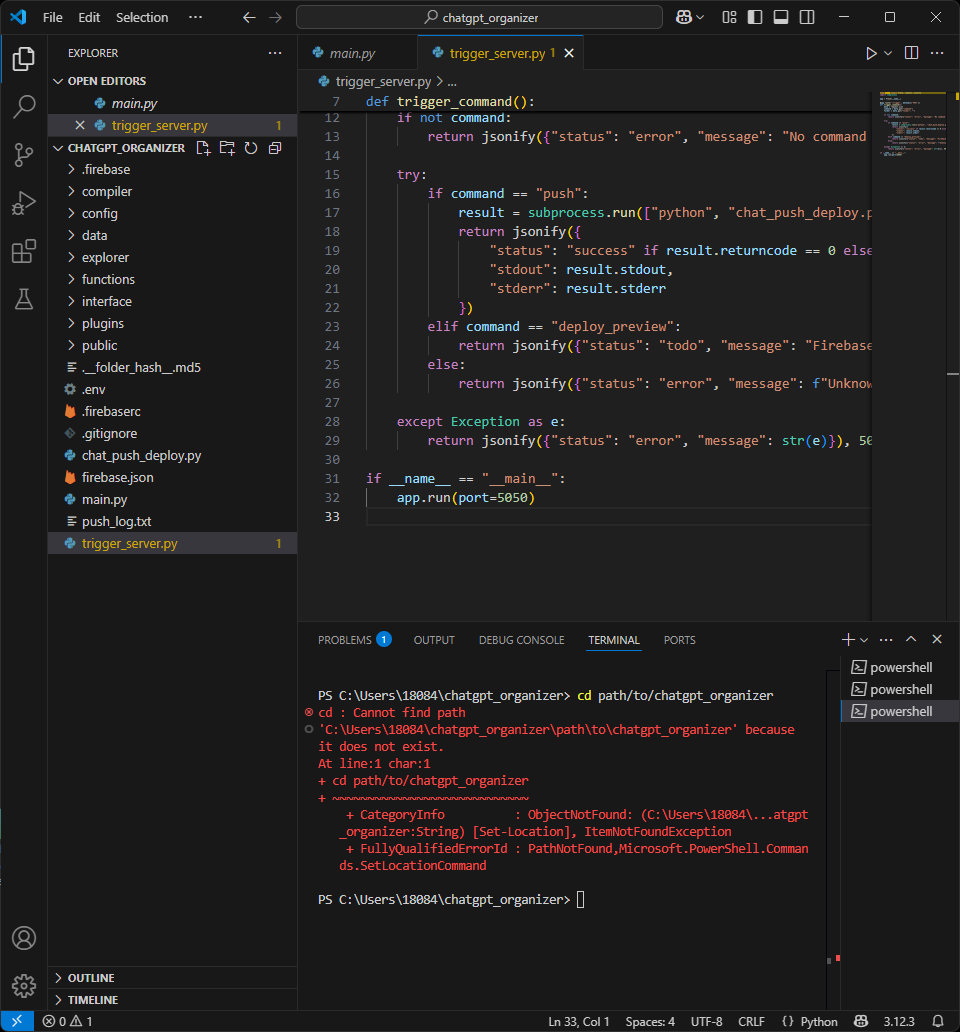 File Edit Selection ··· chatgpt_organizer
EXPLORER ···
OPEN EDITORS
main.py
trigger_server.py 1
CHATGPT_ORGANIZER
.firebase
compiler
config
data
explorer
functions
interface
plugins
public
.__folder_hash__.md5
.env
.firebaserc
.gitignore
chat_push_deploy.py
firebase.json
main.py
push_log.txt
trigger_server.py 1
OUTLINE
TIMELINE
main.py trigger_server.py 1
trigger_server.py > ...
7 def trigger_command():
12 if not command:
13 return jsonify({"status": "error", "message": "No command
14
15 try:
16 if command == "push":
17 result = subprocess.run(["python", "chat_push_deploy.p
18 return jsonify({
19 "status": "success" if result.returncode == 0 else
20 "stdout": result.stdout,
21 "stderr": result.stderr
22 })
23 elif command == "deploy_preview":
24 return jsonify({"status": "todo", "message": "Firebase
25 else:
26 return jsonify({"status": "error", "message": f"Unknow
27
28 except Exception as e:
29 return jsonify({"status": "error", "message": str(e)}), 50
30
31 if __name__ == "__main__":
32 app.run(port=5050)
33
PROBLEMS 1 OUTPUT DEBUG CONSOLE TERMINAL PORTS
powershell
powershell
powershell
PS C:\Users\18084\chatgpt_organizer> cd path/to/chatgpt_organizer
cd : Cannot find path
'C:\Users\18084\chatgpt_organizer\path\to\chatgpt_organizer' because
it does not exist.
At line:1 char:1
+ cd path/to/chatgpt_organizer
+ ~~~~~~~~~~~~~~~~~~~~~~~~~~~~
+ CategoryInfo : ObjectNotFound: (C:\Users\18084\...atgpt
_organizer:String) [Set-Location], ItemNotFoundException
+ FullyQualifiedErrorId : PathNotFound,Microsoft.PowerShell.Comman
ds.SetLocationCommand
PS C:\Users\18084\chatgpt_organizer>
0 1 Ln 33, Col 1 Spaces: 4 UTF-8 CRLF {} Python 3.12.3